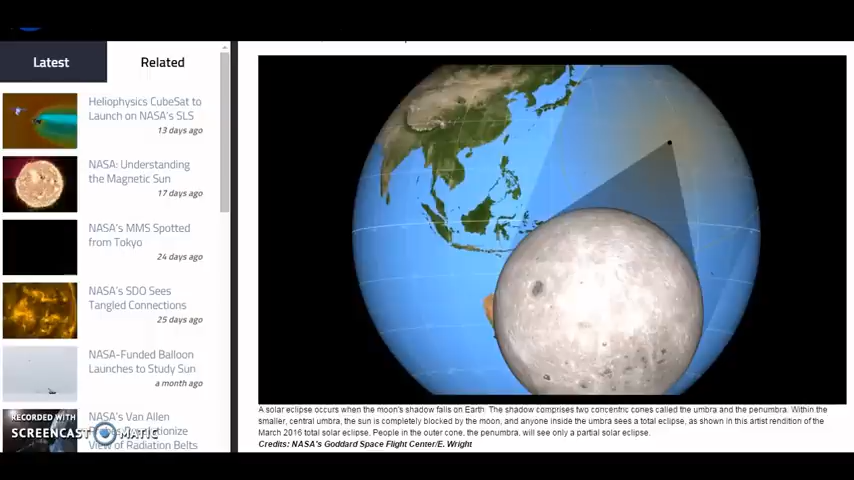 Latest
Related
Heliophysics CubeSat to
Launch on NASA's SLS
13 days ago
NASA: Understanding
the Magnetic Sun
17 days ago
NASA's MMS Spotted
from Tokyo
24 days ago
NASA's SDO Sees
Tangled Connections
25 days ago
NASA-Funded Balloon
Launches to Study Sun
a month ago
NASA's Van Allen
Revolutionize
View of Radiation Belts
RECORDED WITH
SCREENCAST MATIC
A solar eclipse occurs when the moon's shadow falls on Earth. The shadow comprises two concentric cones called the umbra and the penumbra. Within the
smaller, central umbra, the sun is completely blocked by the moon, and anyone inside the umbra sees a total eclipse, as shown in this artist rendition of the
March 2016 total solar eclipse. People in the outer cone, the penumbra, will see only a partial solar eclipse.
Credits: NASA's Goddard Space Flight Center/E. Wright